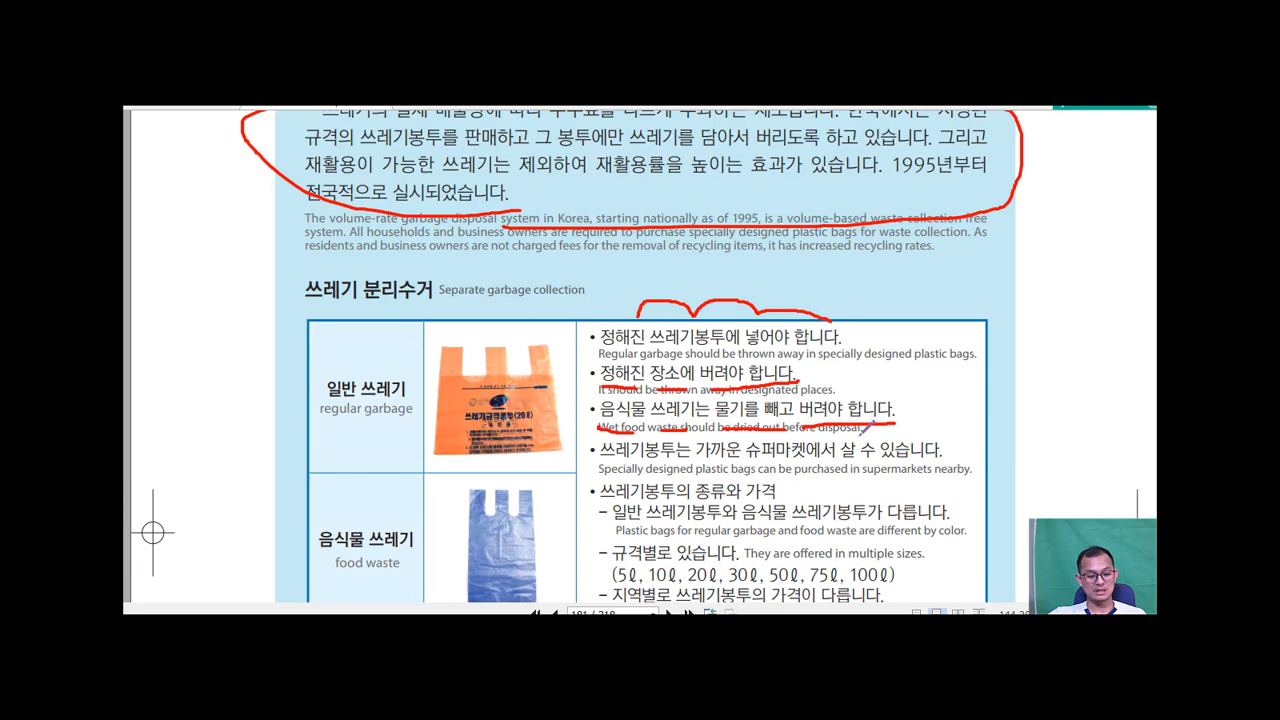 규격의 쓰레기봉투를 판매하고 그 봉투에만 쓰레기를 담아서 버리도록 하고 있습니다. 그리고
재활용이 가능한 쓰레기는 제외하여 재활용률을 높이는 효과가 있습니다. 1995년부터
전국적으로 실시되었습니다.
The volume-rate garbage disposal system in Korea, starting nationally as of 1995, is a volume-based waste collection free
system. All households and business owners are required to purchase specially designed plastic bags for waste collection. As
residents and business owners are not charged fees for the removal of recycling items, it has increased recycling rates.
쓰레기 분리수거 Separate garbage collection
일반 쓰레기
regular garbage
쓰레기규격봉투(20ℓ)
• 정해진 쓰레기봉투에 넣어야 합니다.
Regular garbage should be thrown away in specially designed plastic bags.
• 정해진 장소에 버려야 합니다.
It should be thrown away in designated places.
• 음식물 쓰레기는 물기를 빼고 버려야 합니다.
Wet food waste should be dried out before disposal.
• 쓰레기봉투는 가까운 슈퍼마켓에서 살 수 있습니다.
Specially designed plastic bags can be purchased in supermarkets nearby.
음식물 쓰레기
food waste
• 쓰레기봉투의 종류와 가격
– 일반 쓰레기봉투와 음식물 쓰레기봉투가 다릅니다.
Plastic bags for regular garbage and food waste are different by color.
– 규격별로 있습니다. They are offered in multiple sizes.
(5ℓ, 10ℓ, 20ℓ, 30ℓ, 50ℓ, 75ℓ, 100ℓ)
– 지역별로 쓰레기봉투의 가격이 다릅니다.